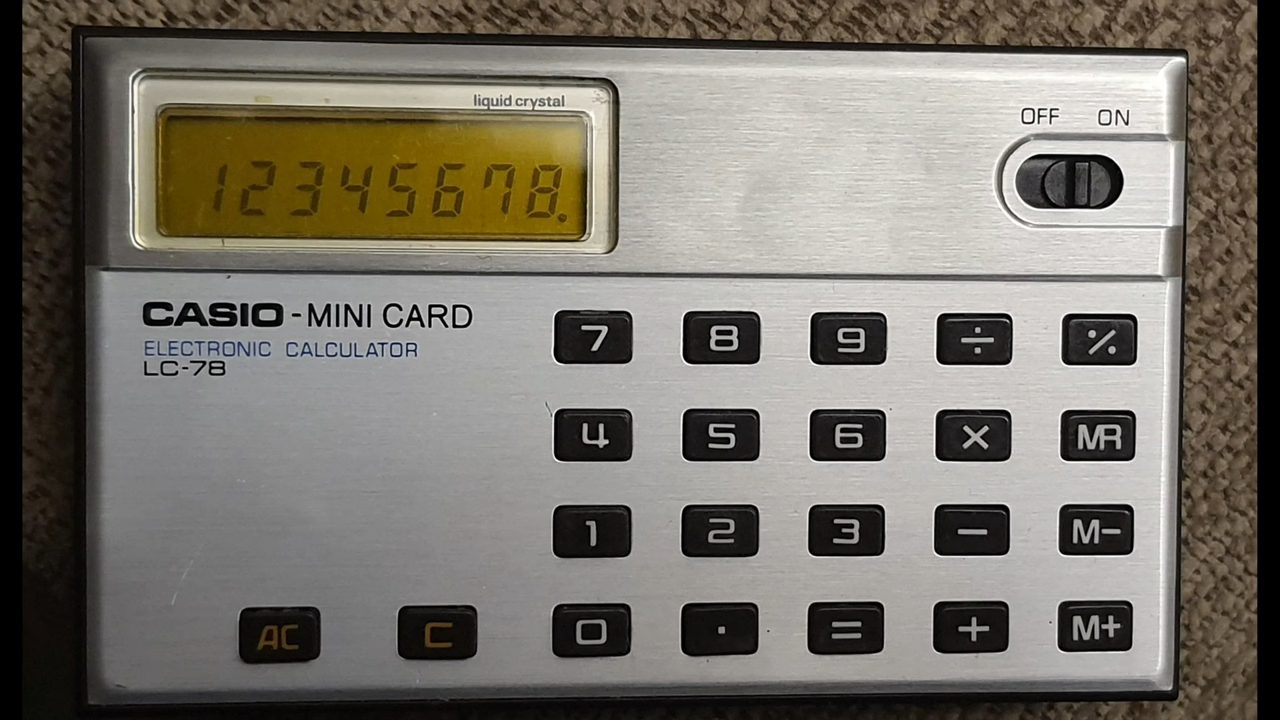 liquid crystal
12345678.
OFF ON
CASIO-MINI CARD
ELECTRONIC CALCULATOR
LC-78
7 8 9 ÷ %
4 5 6 × MR
1 2 3 − M−
AC C 0 . = + M+